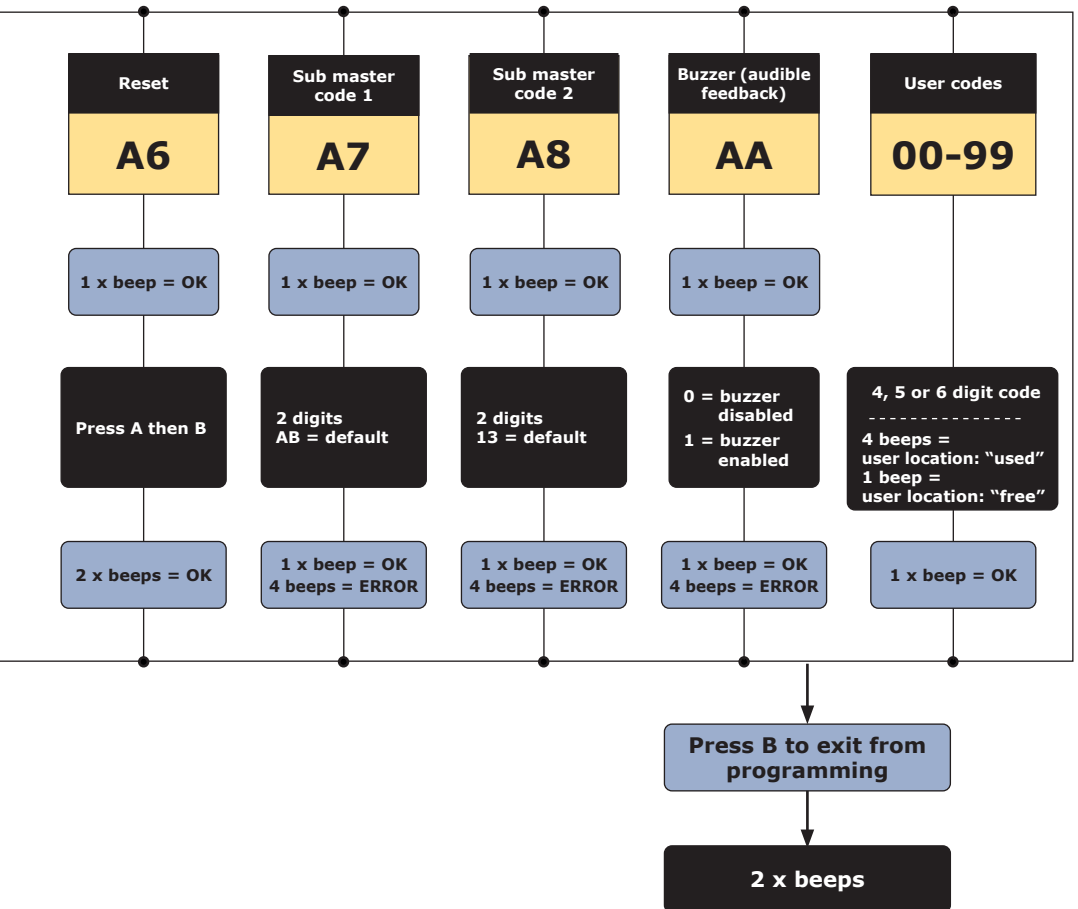 Reset
A6
1 x beep = OK
Press A then B
2 x beeps = OK
Sub master
code 1
A7
1 x beep = OK
2 digits
AB = default
1 x beep = OK
4 beeps = ERROR
Sub master
code 2
A8
1 x beep = OK
2 digits
13 = default
1 x beep = OK
4 beeps = ERROR
Buzzer (audible
feedback)
AA
1 x beep = OK
0 = buzzer
disabled
1 = buzzer
enabled
1 x beep = OK
4 beeps = ERROR
User codes
00-99
4, 5 or 6 digit code
- - - - - - - - - - - - - - -
4 beeps =
user location: “used”
1 beep =
user location: “free”
1 x beep = OK
Press B to exit from
programming
2 x beeps